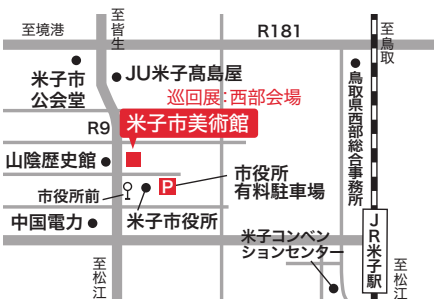 至境港
至皆生
R181
至鳥取
米子市
公会堂
JU米子髙島屋
巡回展:西部会場
R9
米子市美術館
鳥取県西部総合事務所
山陰歴史館
市役所前
P
市役所
有料駐車場
中国電力
米子市役所
米子コンベン
ションセンター
JR米子駅
至松江
至松江